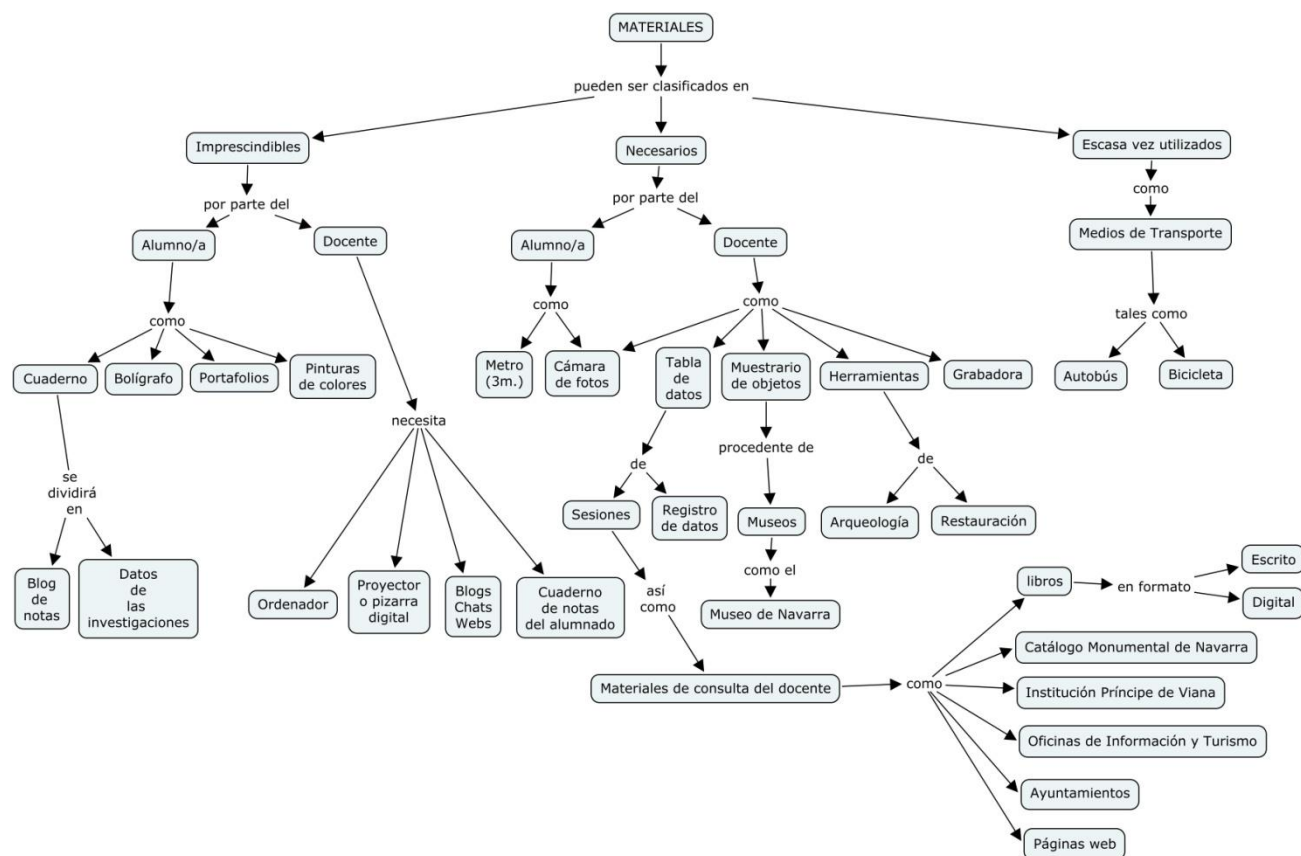 MATERIALES
pueden ser clasificados en
Imprescindibles
Necesarios
Escasa vez utilizados
por parte del
por parte del
como
Alumno/a
Docente
Alumno/a
Docente
Medios de Transporte
como
como
como
tales como
Cuaderno
Bolígrafo
Portafolios
Pinturas
de colores
Metro
(3m.)
Cámara
de fotos
Tabla
de
datos
Muestrario
de objetos
Herramientas
Grabadora
Autobús
Bicicleta
necesita
procedente de
se
dividirá
en
de
de
Sesiones
Registro
de datos
Museos
Arqueología
Restauración
Blog
de
notas
Datos
de
las
investigaciones
Ordenador
Proyector
o pizarra
digital
Blogs
Chats
Webs
Cuaderno
de notas
del alumnado
así
como
como el
Museo de Navarra
libros
en formato
Escrito
Digital
Materiales de consulta del docente
como
Catálogo Monumental de Navarra
Institución Príncipe de Viana
Oficinas de Información y Turismo
Ayuntamientos
Páginas web